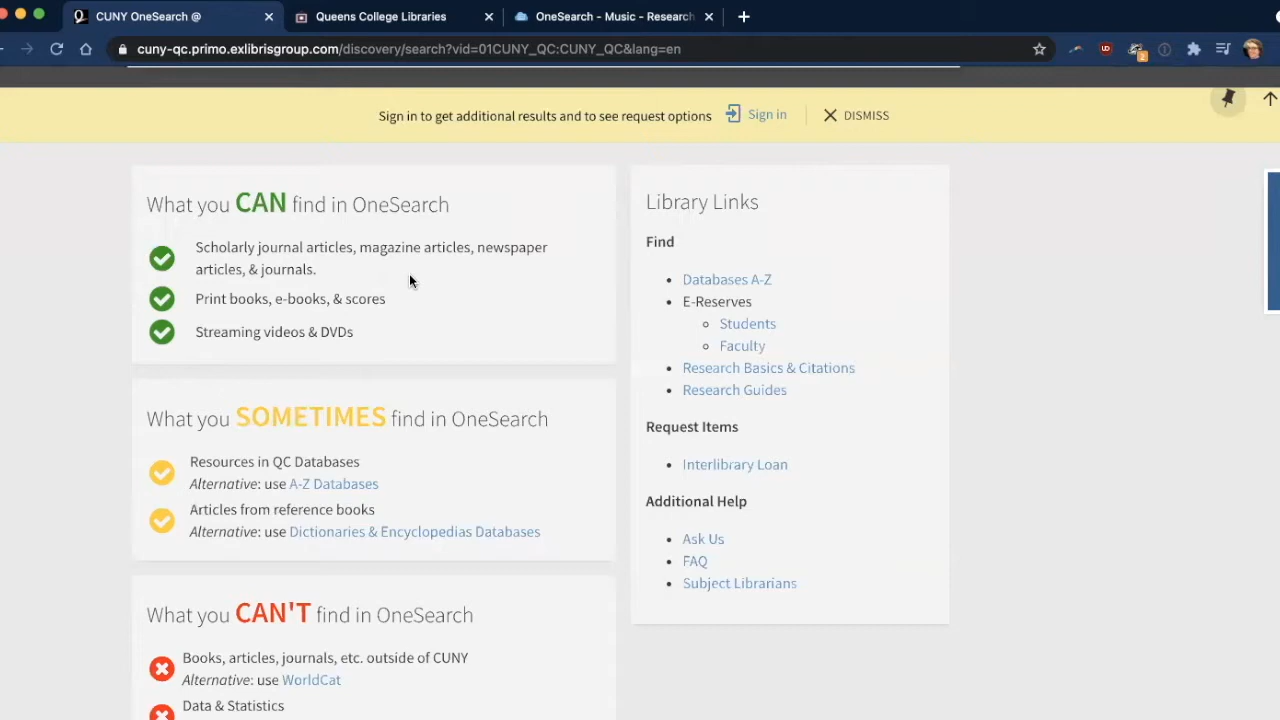 CUNY OneSearch @
Queens College Libraries
OneSearch - Music - Research
cuny-qc.primo.exlibrisgroup.com/discovery/search?vid=01CUNY_QC:CUNY_QC&lang=en
2
Sign in to get additional results and to see request options Sign in DISMISS
What you CAN find in OneSearch
Scholarly journal articles, magazine articles, newspaper
articles, & journals.
Print books, e-books, & scores
Streaming videos & DVDs
What you SOMETIMES find in OneSearch
Resources in QC Databases
Alternative: use A-Z Databases
Articles from reference books
Alternative: use Dictionaries & Encyclopedias Databases
What you CAN'T find in OneSearch
Books, articles, journals, etc. outside of CUNY
Alternative: use WorldCat
Data & Statistics
Library Links
Find
Databases A-Z
E-Reserves
Students
Faculty
Research Basics & Citations
Research Guides
Request Items
Interlibrary Loan
Additional Help
Ask Us
FAQ
Subject Librarians